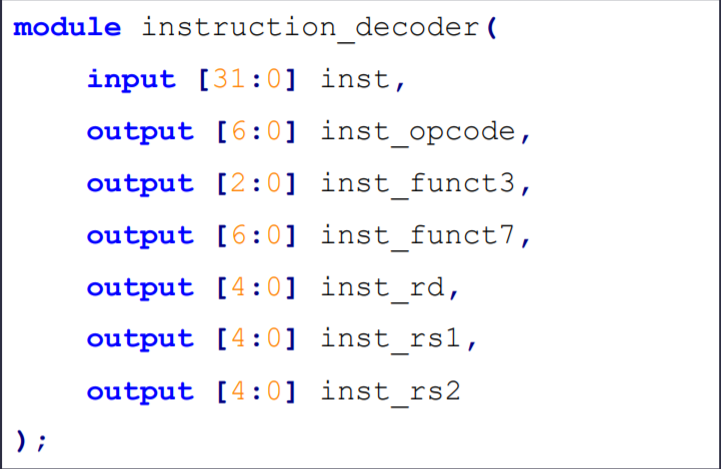 module instruction_decoder(
input [31:0] inst,
output [6:0] inst_opcode,
output [2:0] inst_funct3,
output [6:0] inst_funct7,
output [4:0] inst_rd,
output [4:0] inst_rs1,
output [4:0] inst_rs2
);